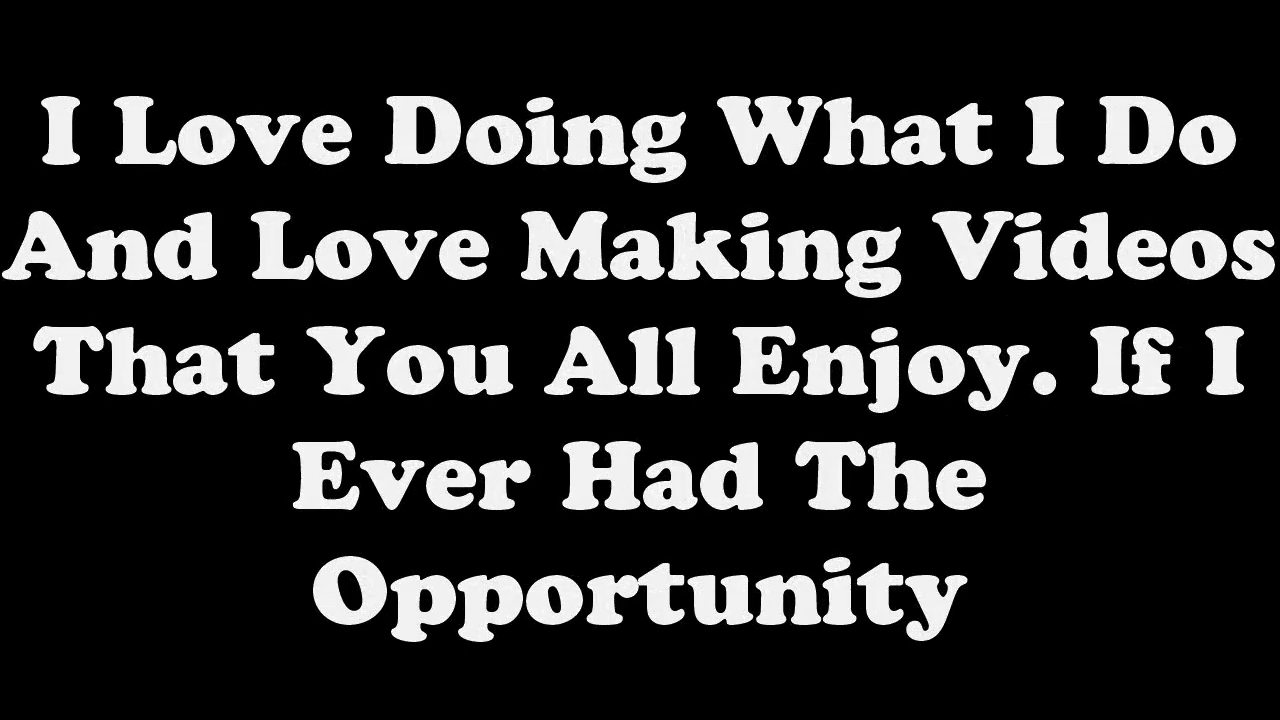 I Love Doing What I Do
And Love Making Videos
That You All Enjoy. If I
Ever Had The
Opportunity